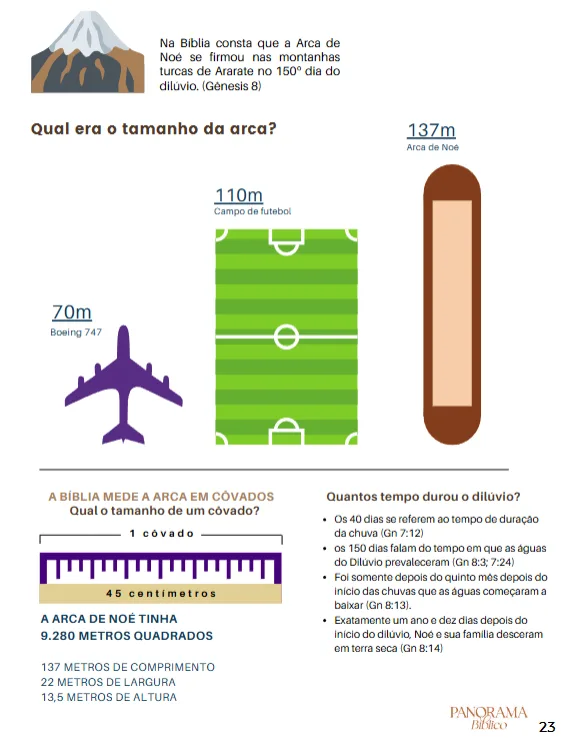 Na Bíblia consta que a Arca de
Noé se firmou nas montanhas
turcas de Ararate no 150º dia do
dilúvio. (Gênesis 8)
Qual era o tamanho da arca?
137m
Arca de Noé
110m
Campo de futebol
70m
Boeing 747
A BÍBLIA MEDE A ARCA EM CÔVADOS
Qual o tamanho de um côvado?
1 côvado
45 centímetros
A ARCA DE NOÉ TINHA
9.280 METROS QUADRADOS
137 METROS DE COMPRIMENTO
22 METROS DE LARGURA
13,5 METROS DE ALTURA
Quantos tempo durou o dilúvio?
• Os 40 dias se referem ao tempo de duração
da chuva (Gn 7:12)
• os 150 dias falam do tempo em que as águas
do Dilúvio prevaleceram (Gn 8:3; 7:24)
• Foi somente depois do quinto mês depois do
início das chuvas que as águas começaram a
baixar (Gn 8:13).
• Exatamente um ano e dez dias depois do
início do dilúvio, Noé e sua família desceram
em terra seca (Gn 8:14)
PANORAMA
Bíblico
23